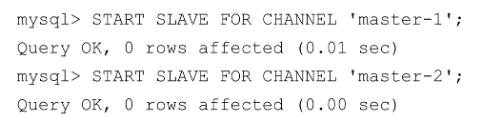 mysql> START SLAVE FOR CHANNEL 'master-1';
Query OK, 0 rows affected (0.01 sec)
mysql> START SLAVE FOR CHANNEL 'master-2';
Query OK, 0 rows affected (0.00 sec)